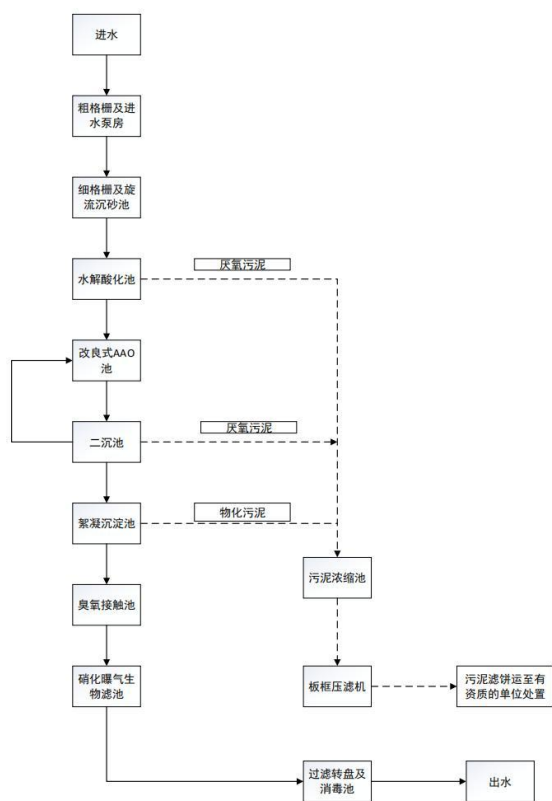 进水
粗格栅及进
水泵房
细格栅及旋
流沉砂池
水解酸化池
厌氧污泥
改良式AAO
池
二沉池
厌氧污泥
絮凝沉淀池
物化污泥
臭氧接触池
污泥浓缩池
硝化曝气生
物滤池
板框压滤机
污泥滤饼运至有
资质的单位处置
过滤转盘及
消毒池
出水